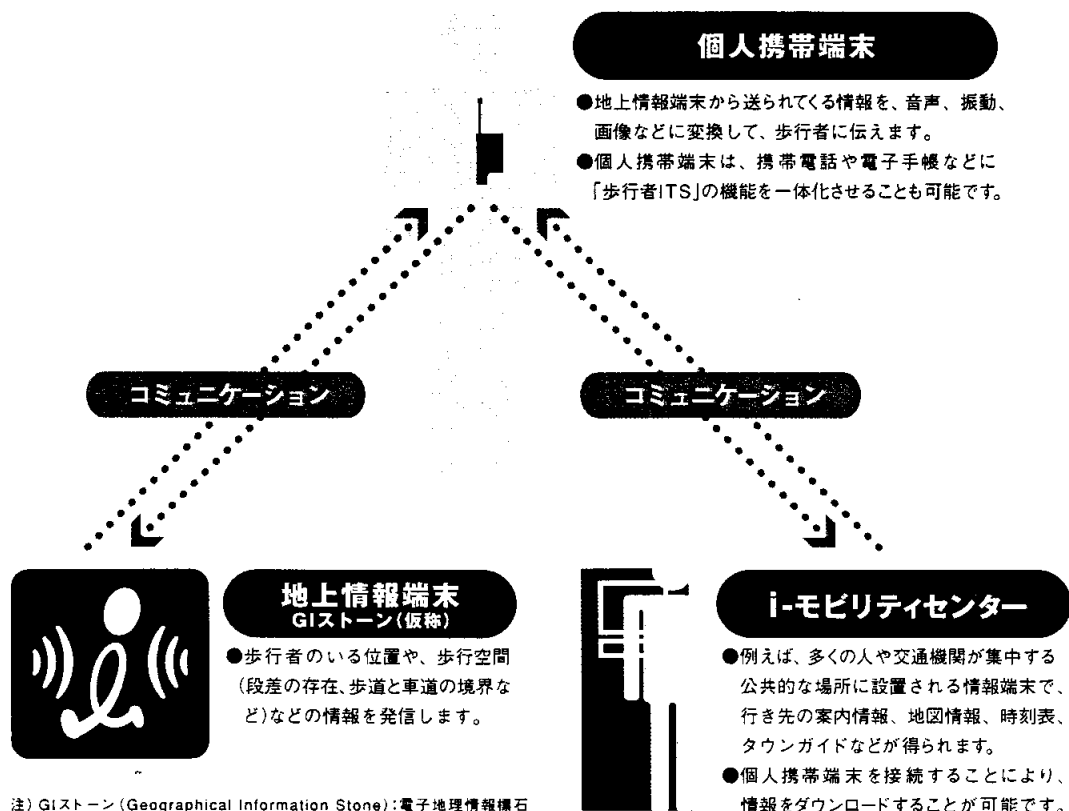 個人携帯端末
●地上情報端末から送られてくる情報を、音声、振動、
画像などに変換して、歩行者に伝えます。
●個人携帯端末は、携帯電話や電子手帳などに
「歩行者ITS」の機能を一体化させることも可能です。
コミュニケーション
コミュニケーション
地上情報端末
GIストーン(仮称)
●歩行者のいる位置や、歩行空間
(段差の存在、歩道と車道の境界な
ど)などの情報を発信します。
注) GIストーン (Geographical Information Stone):電子地理情報標石
i-モビリティセンター
●例えば、多くの人や交通機関が集中する
公共的な場所に設置される情報端末で、
行き先の案内情報、地図情報、時刻表、
タウンガイドなどが得られます。
●個人携帯端末を接続することにより、
情報をダウンロードすることが可能です。